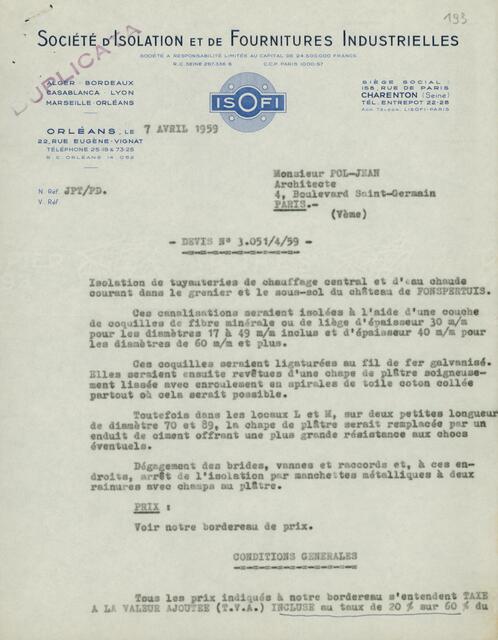 193
SOCIÉTÉ D'ISOLATION ET DE FOURNITURES INDUSTRIELLES
SOCIÉTÉ A RESPONSABILITÉ LIMITÉE AU CAPITAL DE 24.500.000 FRANCS
R.C. SEINE 257-336 B C.C.P. PARIS 1000-57
DUPLICATA
ALGER - BORDEAUX
CASABLANCA - LYON
MARSEILLE - ORLÉANS
ISOFI
SIÈGE SOCIAL :
158, RUE DE PARIS
CHARENTON (Seine)
TÉL. ENTREPOT 22-28
ADR. TÉLÉGR. LISOFI-PARIS
ORLÉANS, LE 7 AVRIL 1959
22, RUE EUGÈNE-VIGNAT
TÉLÉPHONE 25-18 & 73-25
R.C. ORLÉANS 14 052
N. Réf. JPT/PD.
V. Réf.
Monsieur POL-JEAN
Architecte
4, Boulevard Saint-Germain
PARIS.-
(Vème)
- DEVIS N° 3.051/4/59 -
Isolation de tuyauteries de chauffage central et d'eau chaude
courant dans le grenier et le sous-sol du château de FONSPERTUIS.
Ces canalisations seraient isolées à l'aide d'une couche
de coquilles de fibre minérale ou de liège d'épaisseur 30 m/m
pour les diamètres 17 à 49 m/m inclus et d'épaisseur 40 m/m pour
les diamètres de 60 m/m et plus.
Ces coquilles seraient ligaturées au fil de fer galvanisé.
Elles seraient ensuite revêtues d'une chape de plâtre soigneuse-
ment lissée avec enroulement en spirales de toile coton collée
partout où cela serait possible.
Toutefois dans les locaux L et M, sur deux petites longueur
de diamètre 70 et 89, la chape de plâtre serait remplacée par un
enduit de ciment offrant une plus grande résistance aux chocs
éventuels.
Dégagement des brides, vannes et raccords et, à ces en-
droits, arrêt de l'isolation par manchettes métalliques à deux
rainures avec champs au plâtre.
PRIX :
Voir notre bordereau de prix.
CONDITIONS GENERALES
Tous les prix indiqués à notre bordereau s'entendent TAXE
A LA VALEUR AJOUTEE (T.V.A.) INCLUSE au taux de 20 % sur 60 % du